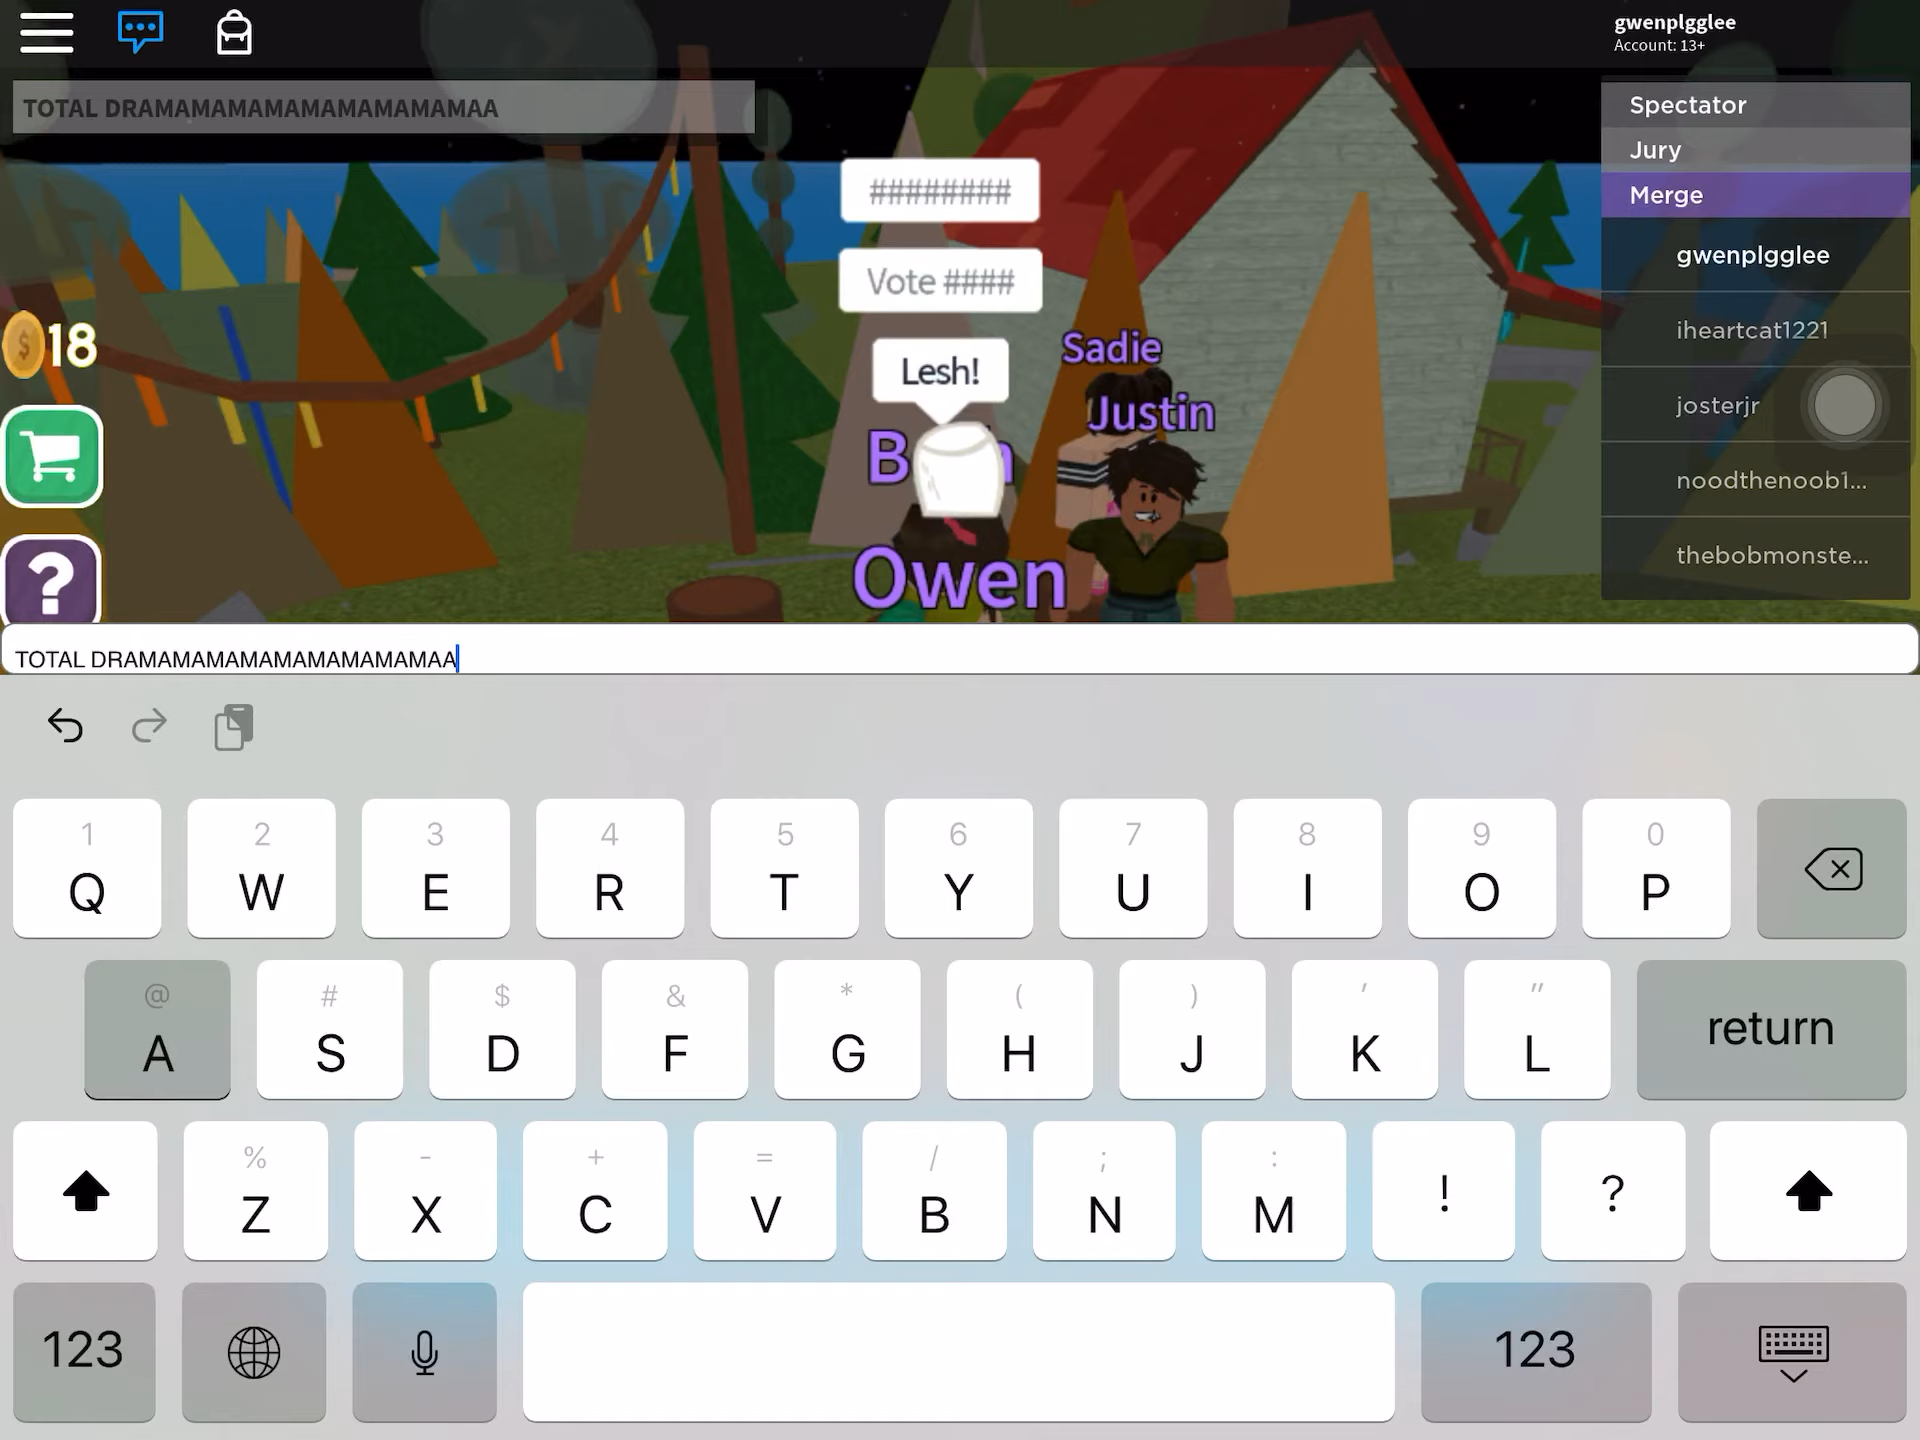 gwenplgglee
Account: 13+
TOTAL DRAMAMAMAMAMAMAMAMAMAA
Spectator
Jury
Merge
gwenplgglee
iheartcat1221
josterjr
noodthenoob1...
thebobmonste...
########
Vote ####
Lesh!
Sadie
Justin
Owen
18
?
TOTAL DRAMAMAMAMAMAMAMAMAMAA
1 2 3 4 5 6 7 8 9 0
Q W E R T Y U I O P
@ # $ & * ( ) ' "
A S D F G H J K L return
% - + = / ; :
Z X C V B N M ! ?
123 123